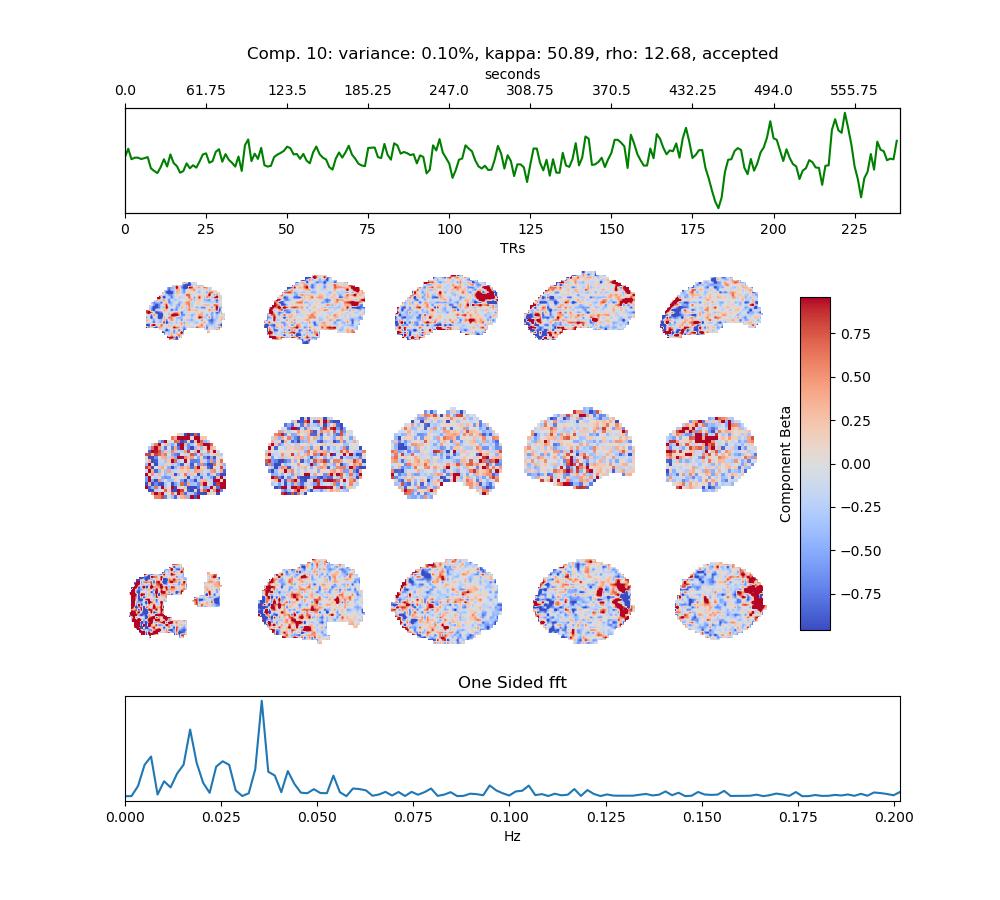 Comp. 10: variance: 0.10%, kappa: 50.89, rho: 12.68, accepted
seconds
0.0 61.75 123.5 185.25 247.0 308.75 370.5 432.25 494.0 555.75
0 25 50 75 100 125 150 175 200 225
TRs
0.75
0.50
0.25
0.00
−0.25
−0.50
−0.75
Component Beta
One Sided fft
0.000 0.025 0.050 0.075 0.100 0.125 0.150 0.175 0.200
Hz